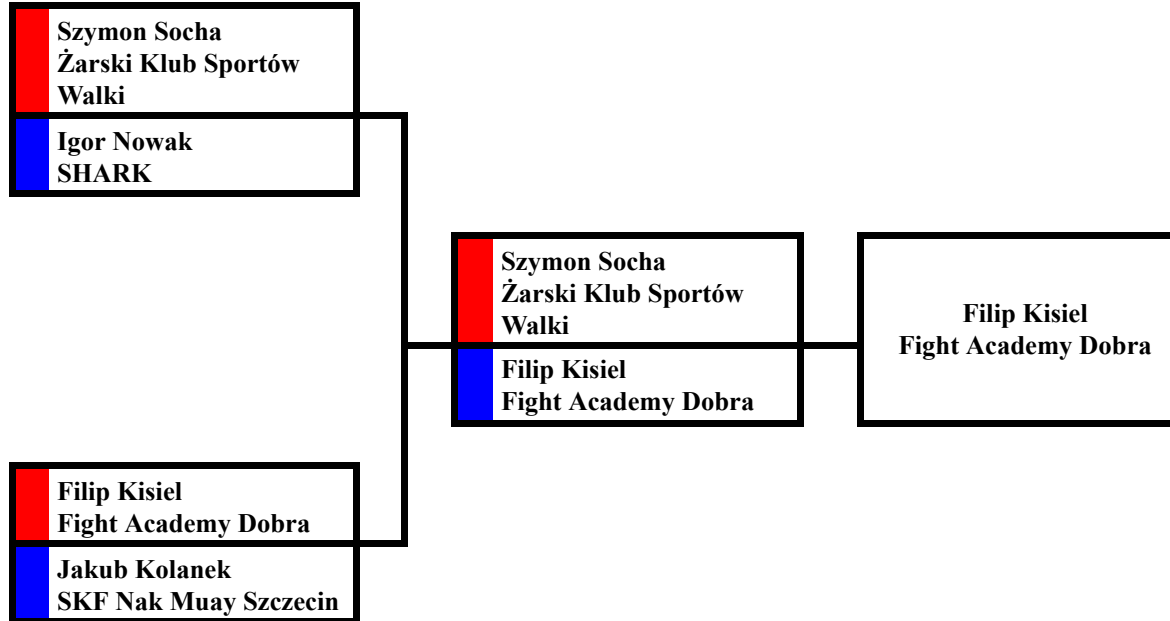 Szymon Socha
Żarski Klub Sportów
Walki
Igor Nowak
SHARK
Szymon Socha
Żarski Klub Sportów
Walki
Filip Kisiel
Fight Academy Dobra
Filip Kisiel
Fight Academy Dobra
Filip Kisiel
Fight Academy Dobra
Jakub Kolanek
SKF Nak Muay Szczecin